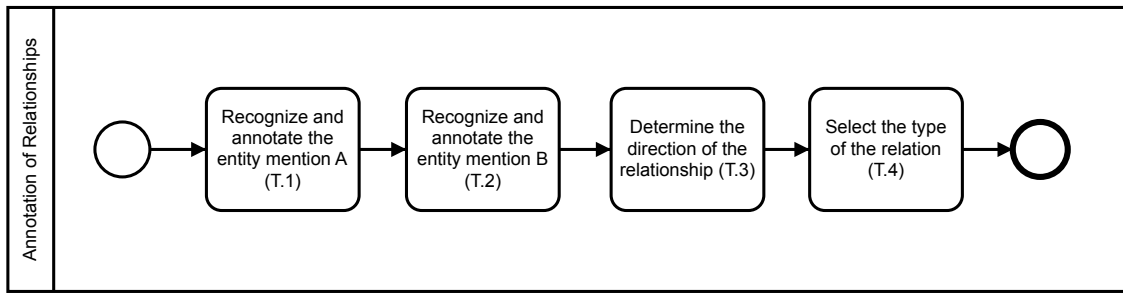 Annotation of Relationships
Recognize and
annotate the
entity mention A
(T.1)
Recognize and
annotate the
entity mention B
(T.2)
Determine the
direction of the
relationship (T.3)
Select the type
of the relation
(T.4)